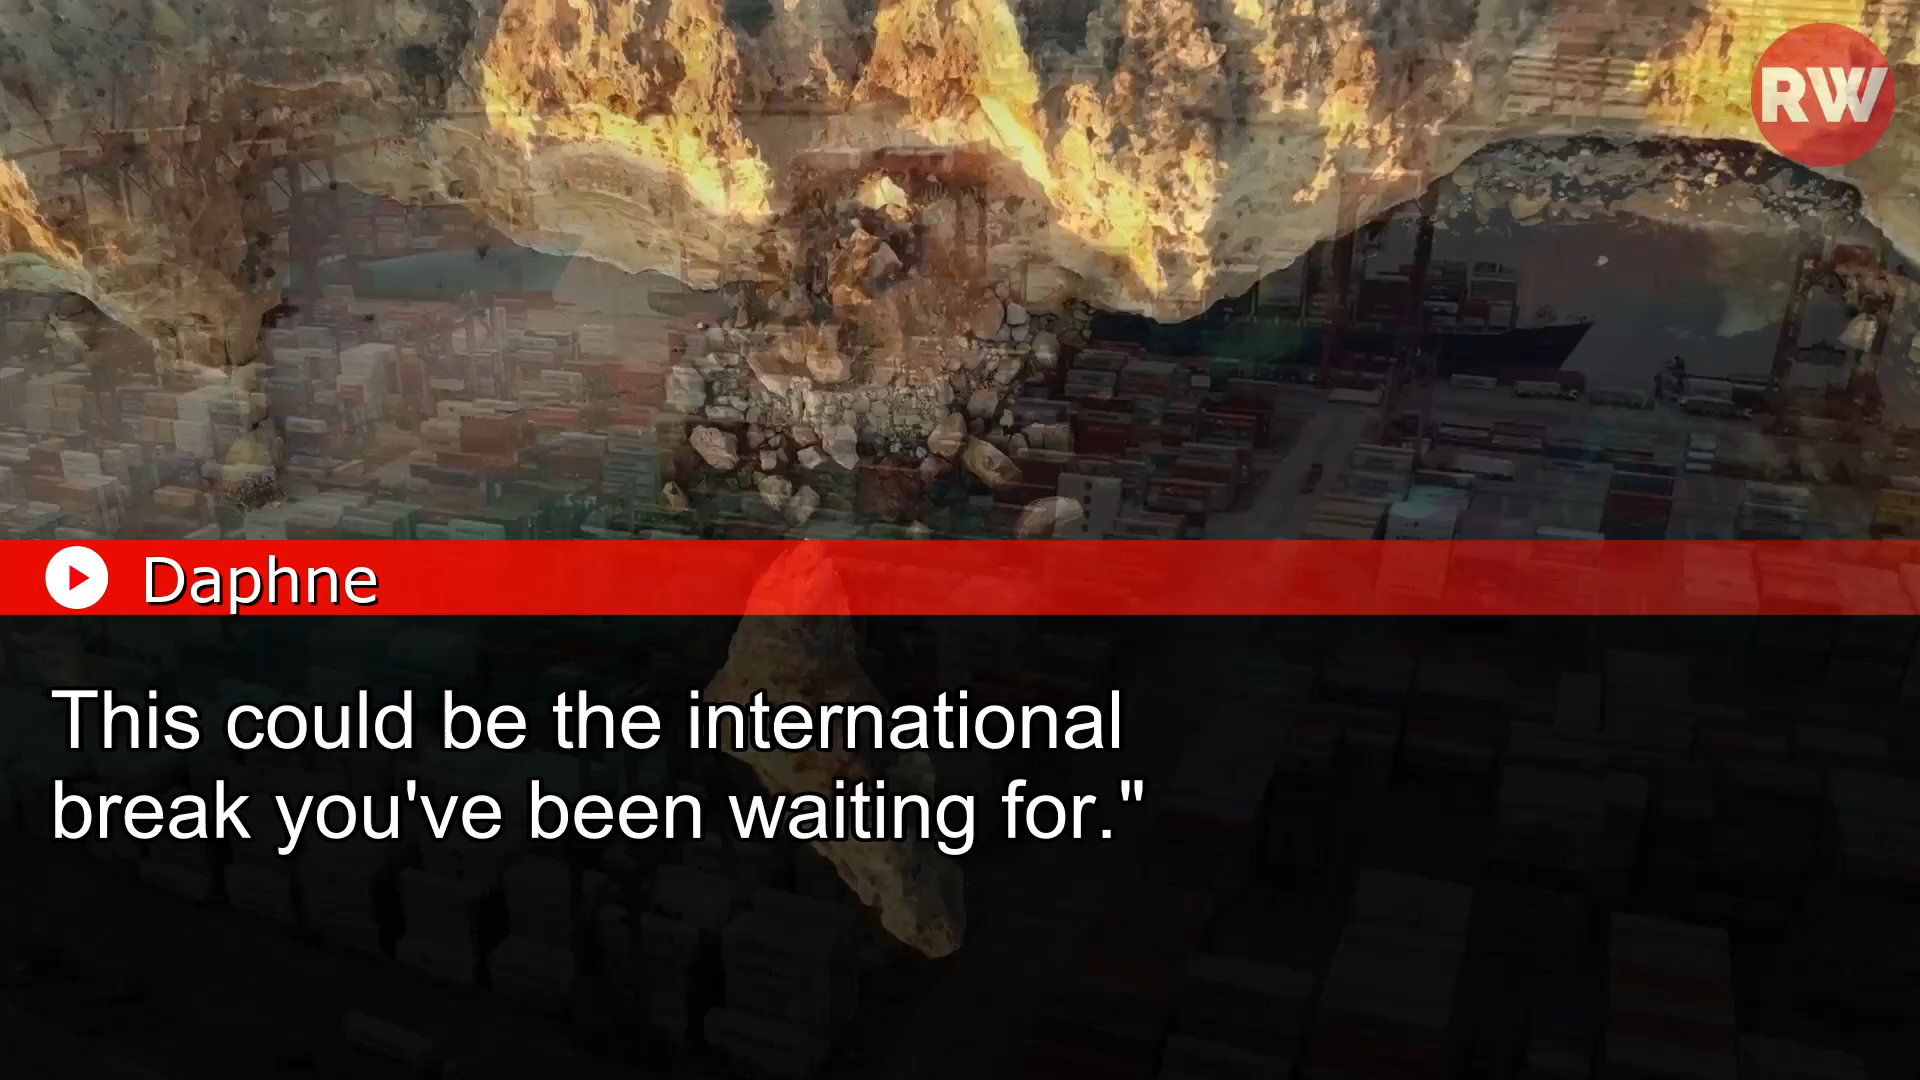 RW
Daphne
This could be the international
break you've been waiting for."